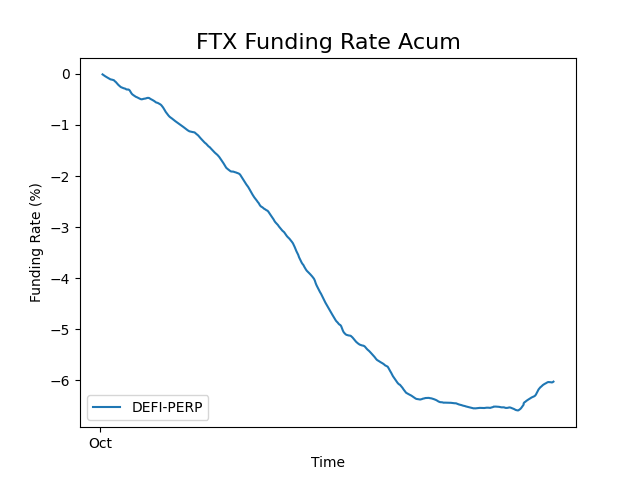 FTX Funding Rate Acum
Funding Rate (%)
0
−1
−2
−3
−4
−5
−6
DEFI-PERP
Oct
Time